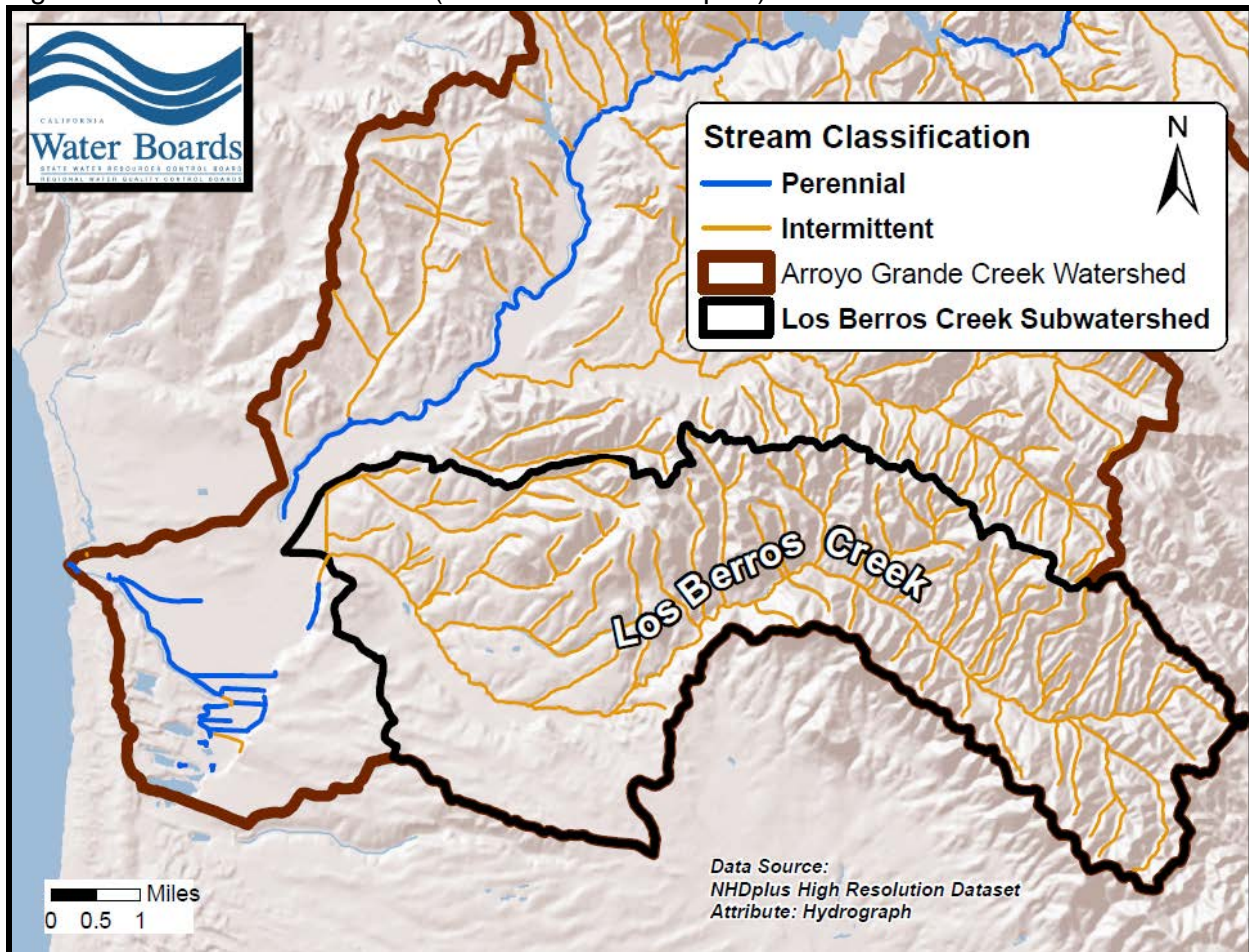 CALIFORNIA
Water Boards
STATE WATER RESOURCES CONTROL BOARD
REGIONAL WATER QUALITY CONTROL BOARDS
Stream Classification
N
Perennial
Intermittent
Arroyo Grande Creek Watershed
Los Berros Creek Subwatershed
Los Berros Creek
Miles
0 0.5 1
Data Source:
NHDplus High Resolution Dataset
Attribute: Hydrograph